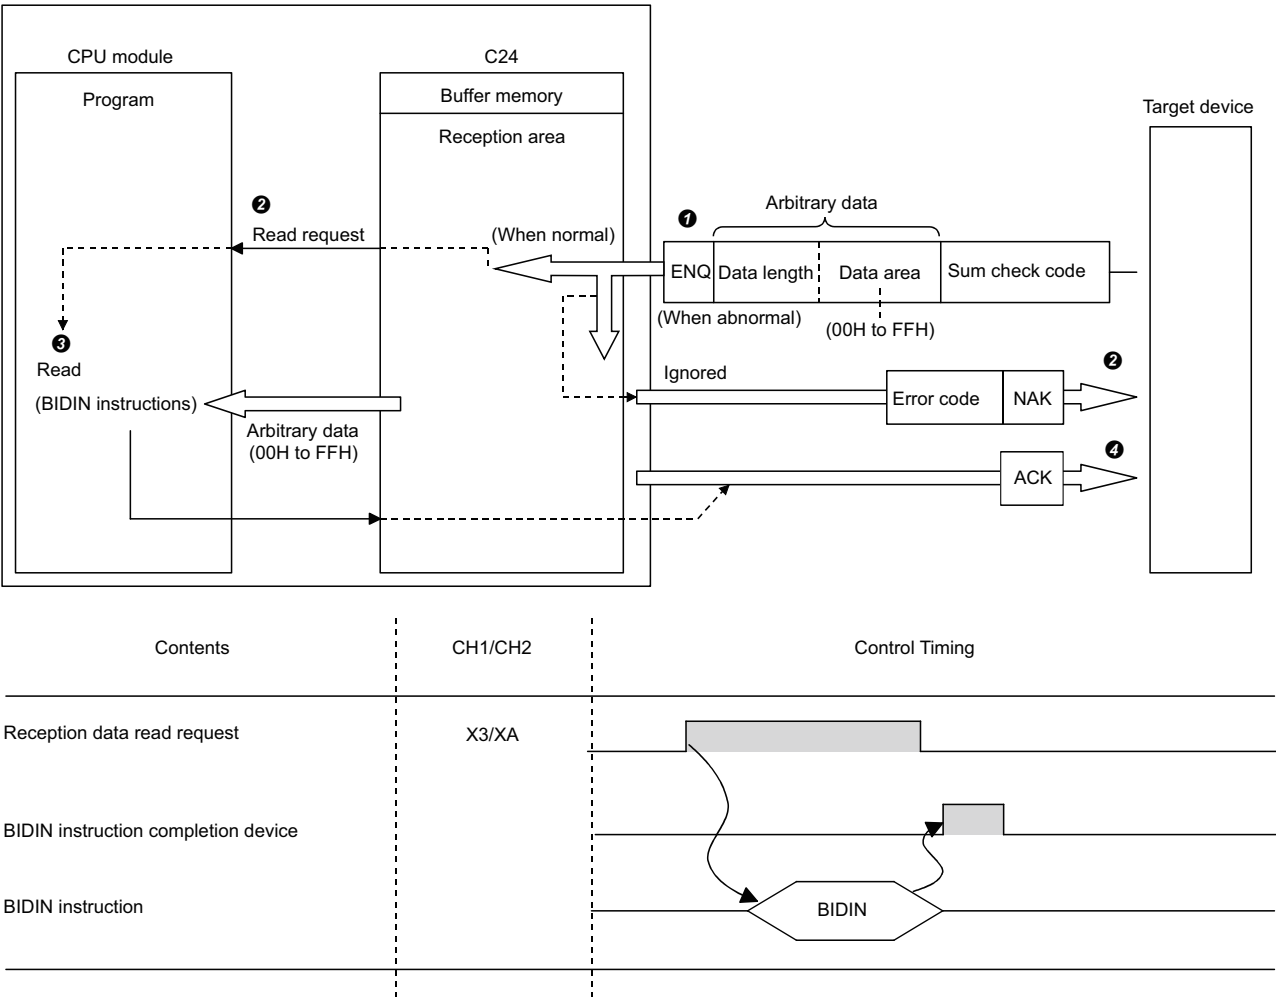 CPU module
C24
Program
Buffer memory
Reception area
Target device
❷
Read request
(When normal)
❶
Arbitrary data
ENQ
Data length
Data area
Sum check code
(When abnormal)
(00H to FFH)
❸
Read
(BIDIN instructions)
Arbitrary data
(00H to FFH)
Ignored
Error code
NAK
❷
ACK
❹
Contents
CH1/CH2
Control Timing
Reception data read request
X3/XA
BIDIN instruction completion device
BIDIN instruction
BIDIN